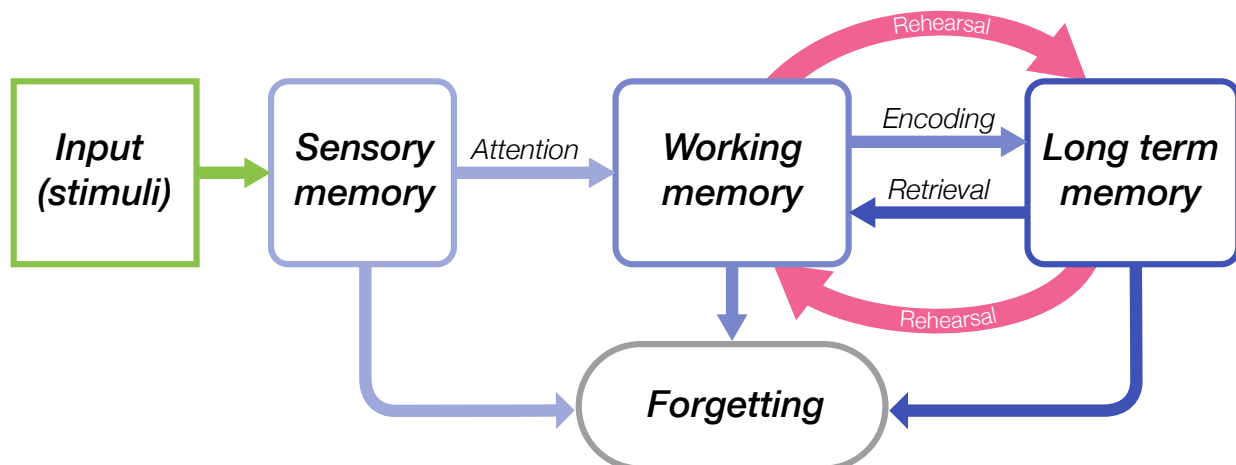 Rehearsal
Input
(stimuli)
Sensory
memory
Attention
Working
memory
Encoding
Retrieval
Long term
memory
Rehearsal
Forgetting